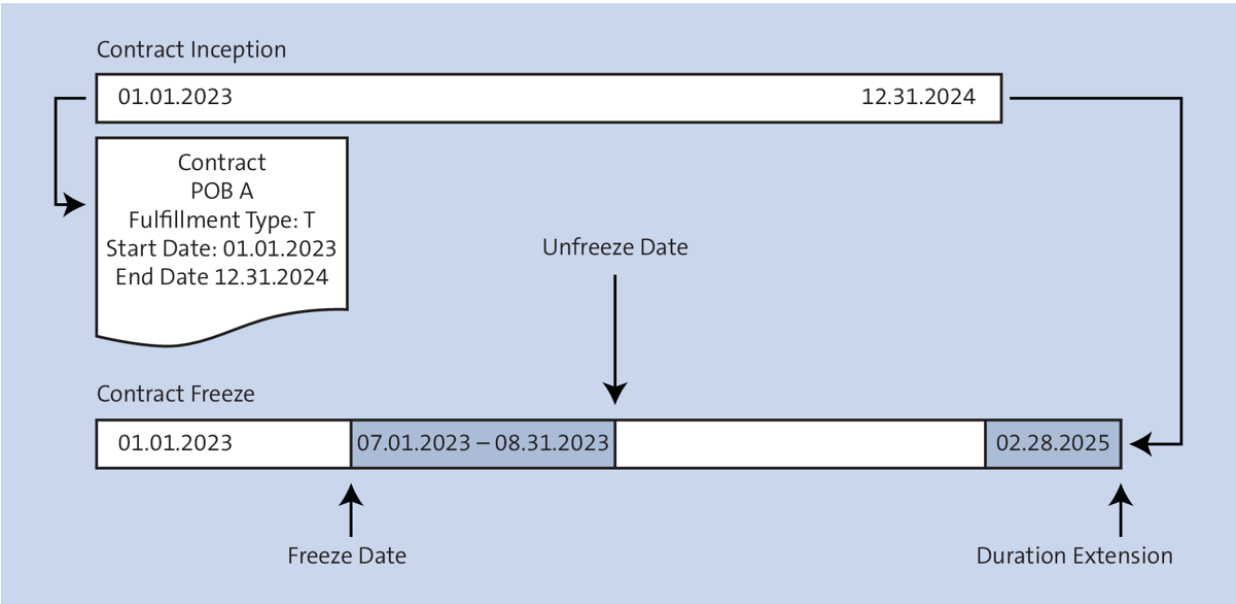 Contract Inception
01.01.2023 12.31.2024
Contract
POB A
Fulfillment Type: T
Start Date: 01.01.2023
End Date 12.31.2024
Unfreeze Date
Contract Freeze
01.01.2023 07.01.2023 – 08.31.2023 02.28.2025
Freeze Date Duration Extension